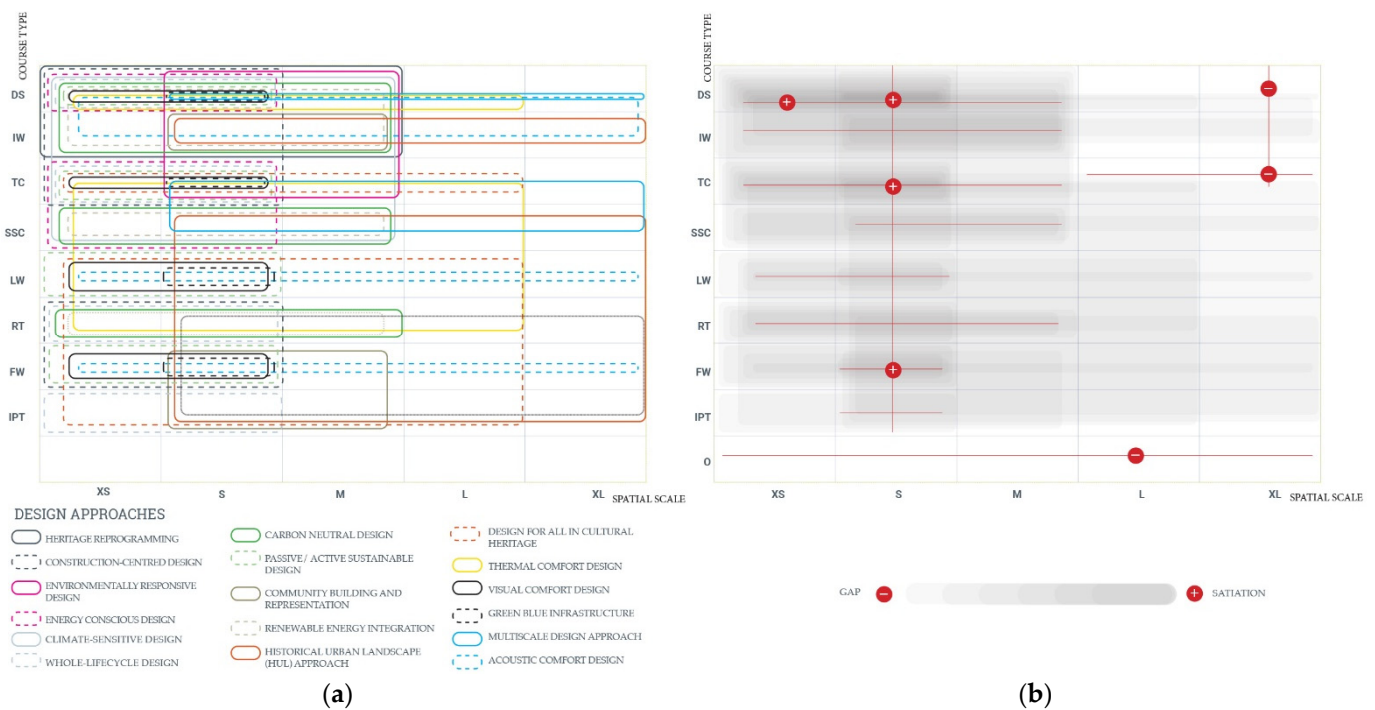 COURSE TYPE
DS
IW
TC
SSC
LW
RT
FW
IPT
XS
S
M
L
XL
SPATIAL SCALE
DESIGN APPROACHES
HERITAGE REPROGRAMMING
CONSTRUCTION-CENTRED DESIGN
ENVIRONMENTALLY RESPONSIVE
DESIGN
ENERGY CONSCIOUS DESIGN
CLIMATE-SENSITIVE DESIGN
WHOLE-LIFECYCLE DESIGN
CARBON NEUTRAL DESIGN
PASSIVE / ACTIVE SUSTAINABLE
DESIGN
COMMUNITY BUILDING AND
REPRESENTATION
RENEWABLE ENERGY INTEGRATION
HISTORICAL URBAN LANDSCAPE
(HUL) APPROACH
DESIGN FOR ALL IN CULTURAL
HERITAGE
THERMAL COMFORT DESIGN
VISUAL COMFORT DESIGN
GREEN BLUE INFRASTRUCTURE
MULTISCALE DESIGN APPROACH
ACOUSTIC COMFORT DESIGN
(a)
COURSE TYPE
DS
IW
TC
SSC
LW
RT
FW
IPT
O
XS
S
M
L
XL
SPATIAL SCALE
GAP
SATIATION
(b)